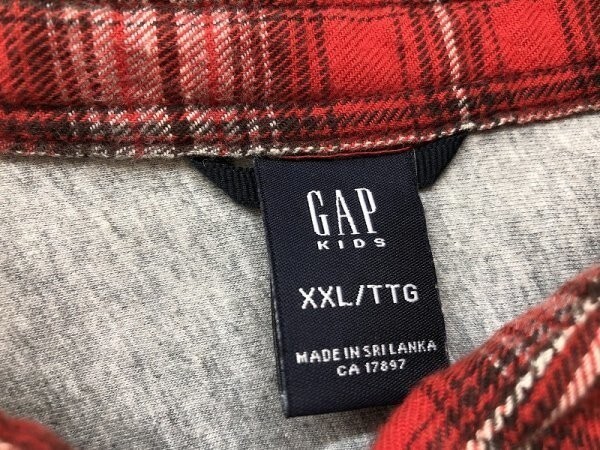 GAP
KIDS
XXL/TTG
MADE IN SRI LANKA
CA 17897